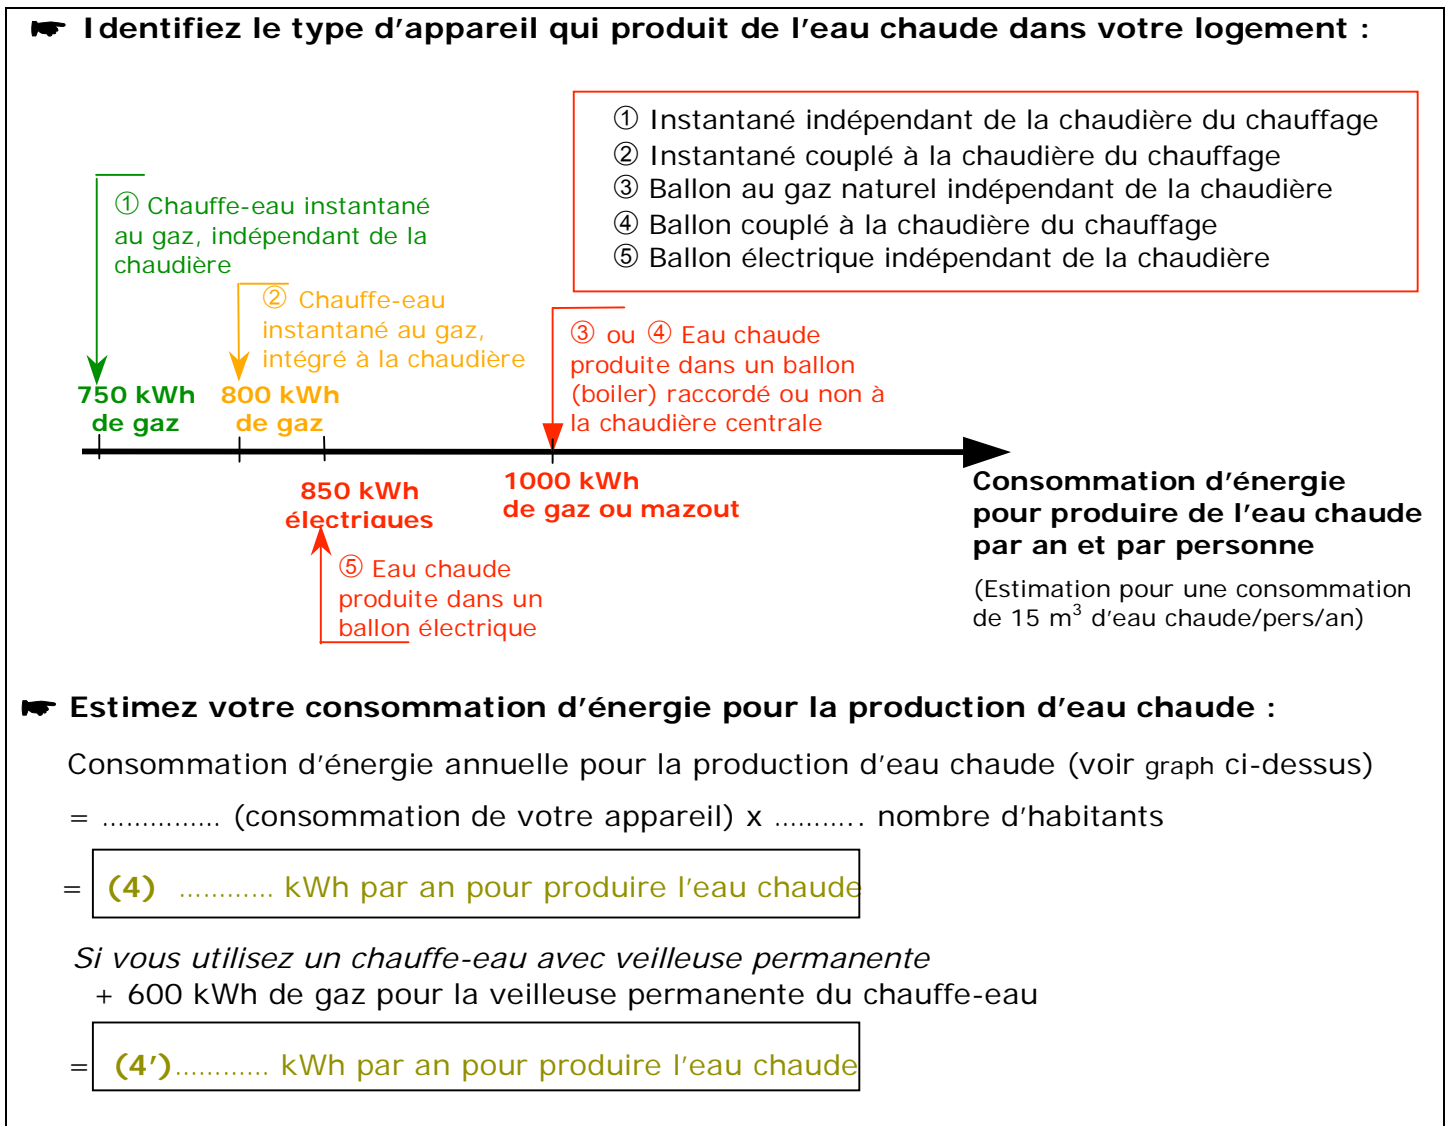 ☛ Identifiez le type d'appareil qui produit de l'eau chaude dans votre logement :
① Instantané indépendant de la chaudière du chauffage
② Instantané couplé à la chaudière du chauffage
③ Ballon au gaz naturel indépendant de la chaudière
④ Ballon couplé à la chaudière du chauffage
⑤ Ballon électrique indépendant de la chaudière
① Chauffe-eau instantané
au gaz, indépendant de la
chaudière
② Chauffe-eau
instantané au gaz,
intégré à la chaudière
③ ou ④ Eau chaude
produite dans un ballon
(boiler) raccordé ou non à
la chaudière centrale
750 kWh
de gaz
800 kWh
de gaz
850 kWh
électriques
1000 kWh
de gaz ou mazout
⑤ Eau chaude
produite dans un
ballon électrique
Consommation d'énergie
pour produire de l'eau chaude
par an et par personne
(Estimation pour une consommation
de 15 m³ d'eau chaude/pers/an)
☛ Estimez votre consommation d'énergie pour la production d'eau chaude :
Consommation d'énergie annuelle pour la production d'eau chaude (voir graph ci-dessus)
= ............... (consommation de votre appareil) x ........... nombre d'habitants
= (4) ............ kWh par an pour produire l'eau chaude
Si vous utilisez un chauffe-eau avec veilleuse permanente
+ 600 kWh de gaz pour la veilleuse permanente du chauffe-eau
= (4')............ kWh par an pour produire l'eau chaude